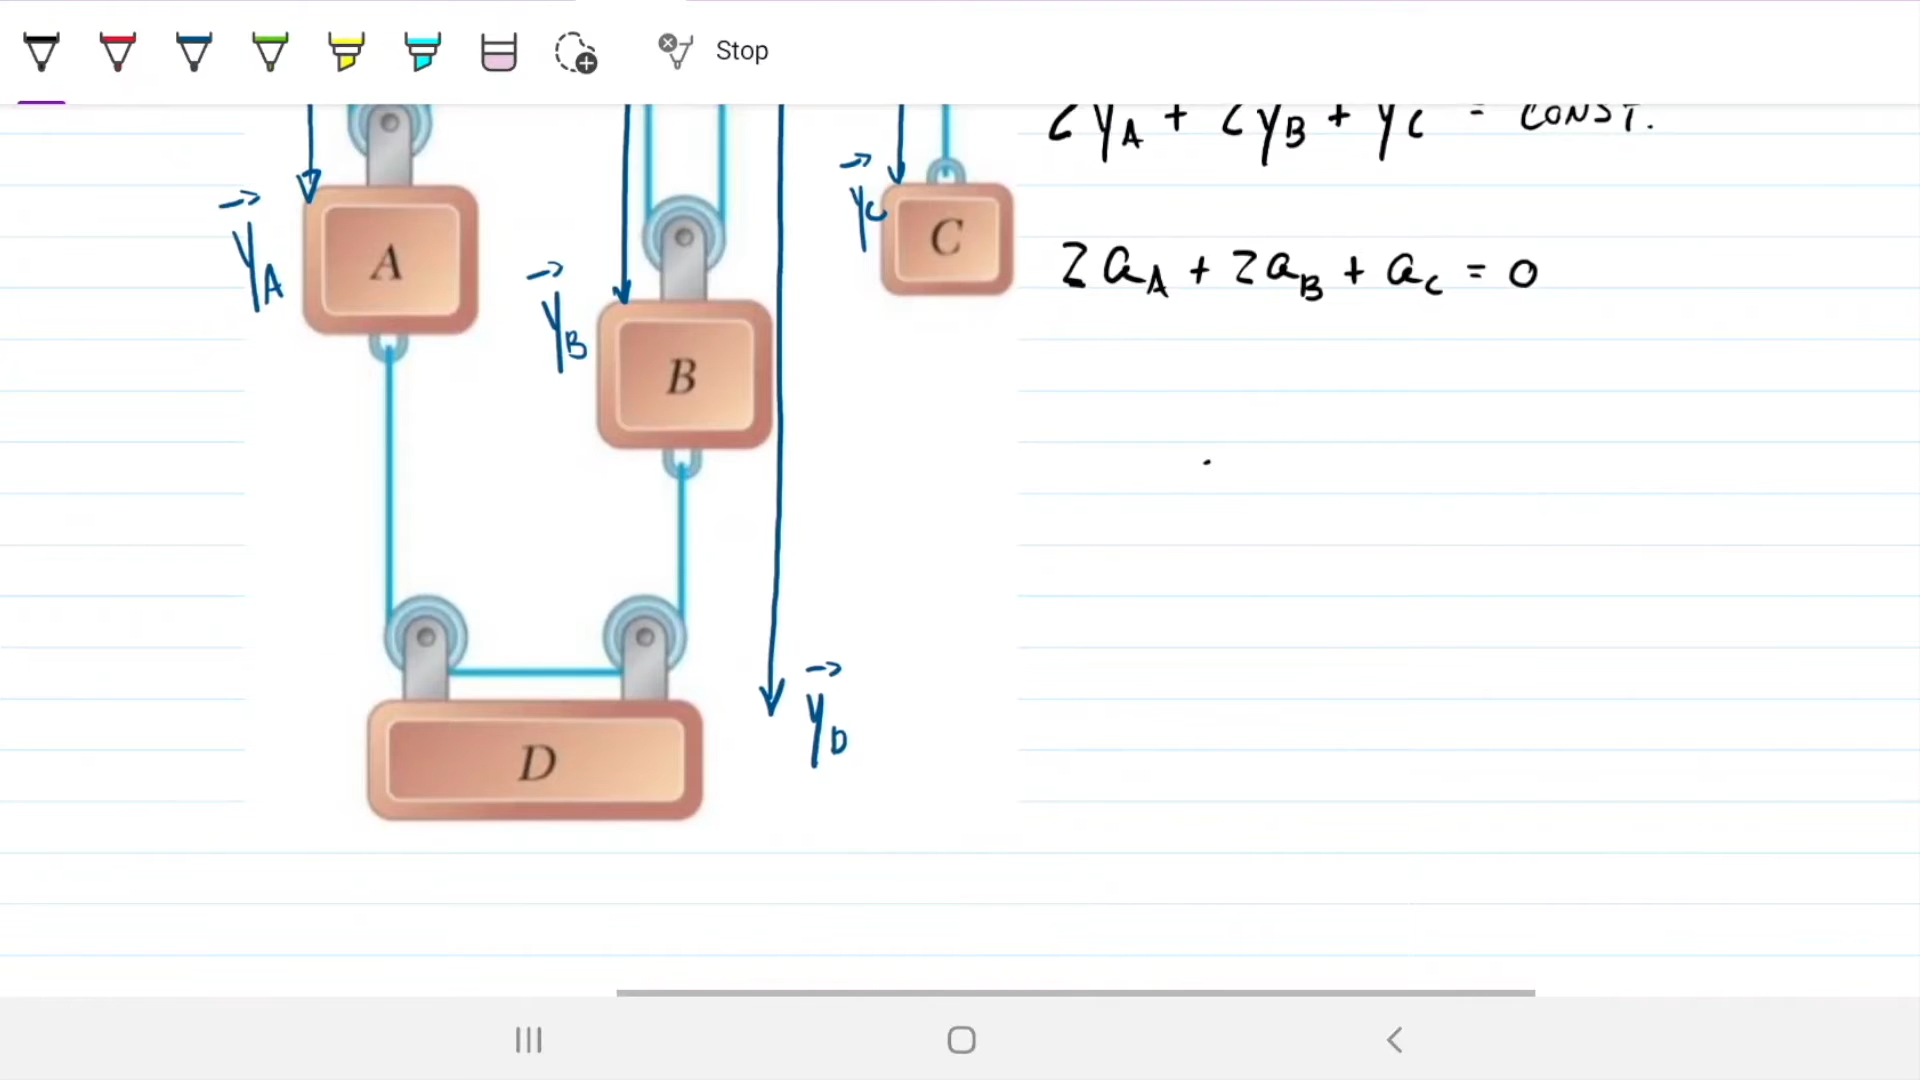 Stop
2yA + 2yB + yC = CONST.
yA
A
yC
C
2aA + 2aB + aC = 0
yB
B
yD
D